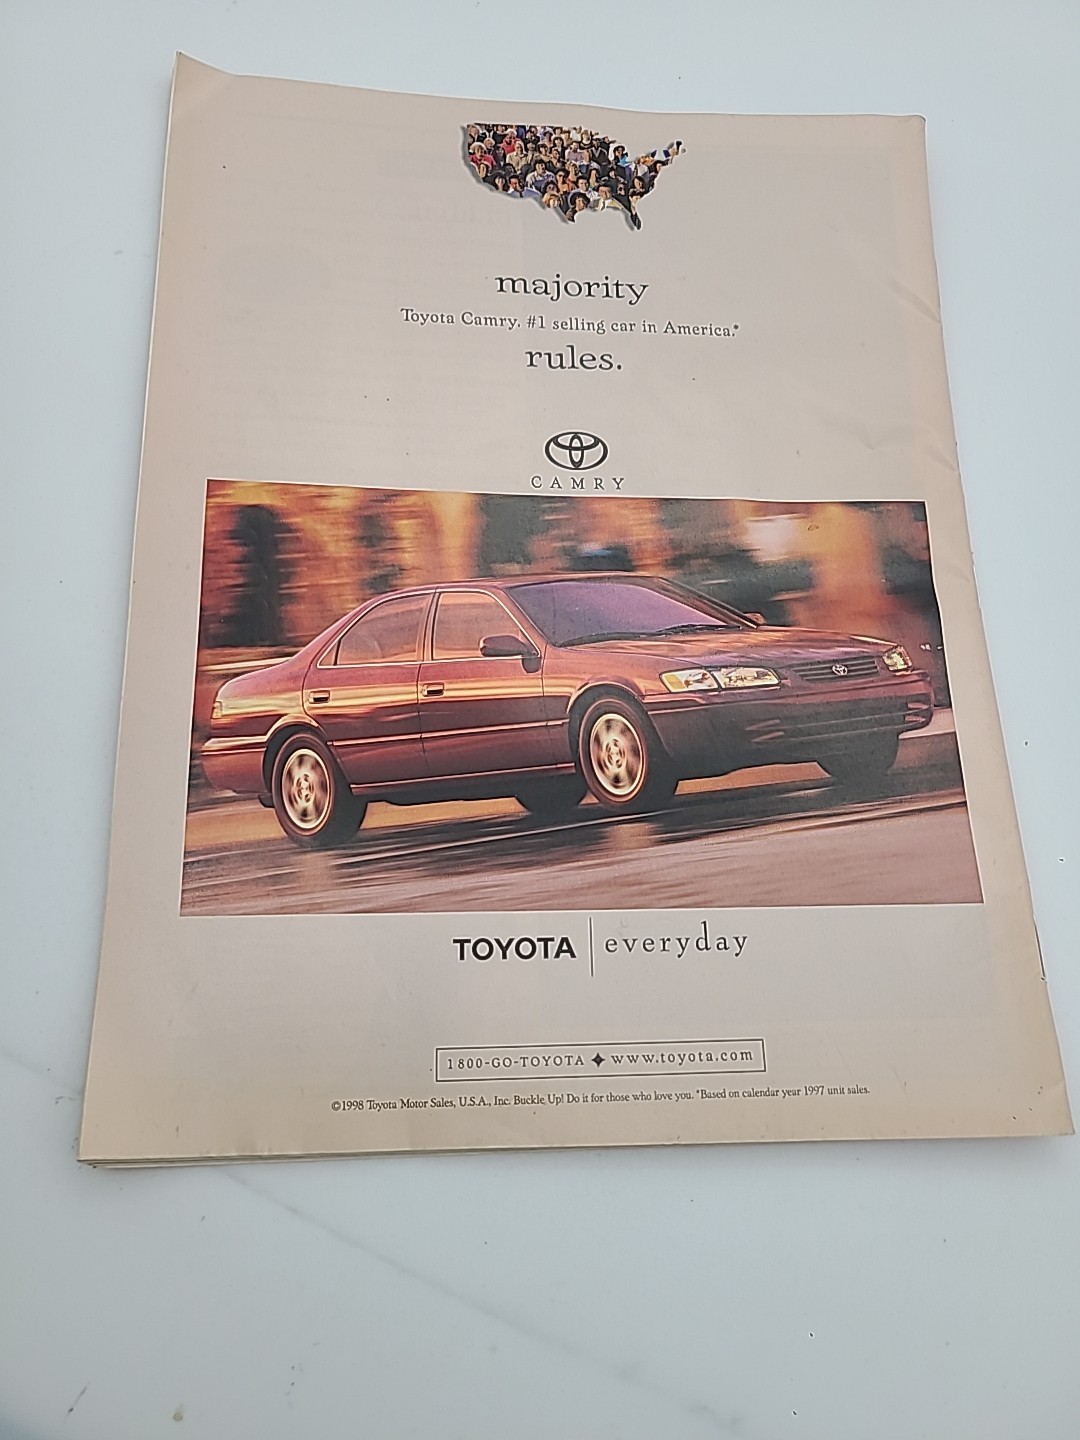 majority
Toyota Camry. #1 selling car in America.*
rules.
CAMRY
TOYOTA everyday
1800-GO-TOYOTA ✦ www.toyota.com
©1998 Toyota Motor Sales, U.S.A., Inc. Buckle Up! Do it for those who love you. *Based on calendar year 1997 unit sales.